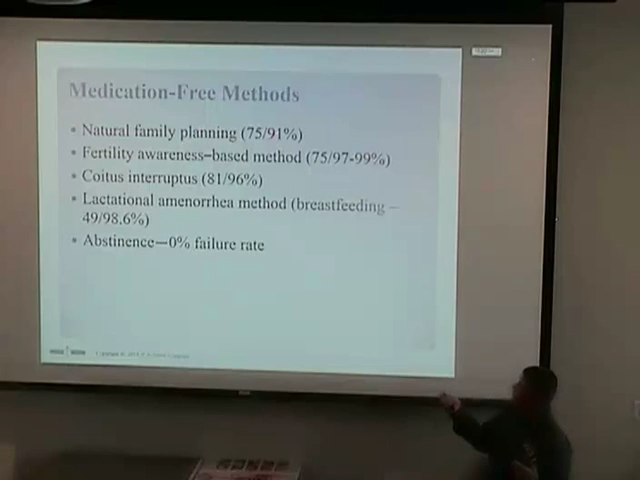 Medication-Free Methods
• Natural family planning (75/91%)
• Fertility awareness–based method (75/97-99%)
• Coitus interruptus (81/96%)
• Lactational amenorrhea method (breastfeeding –
49/98.6%)
• Abstinence—0% failure rate